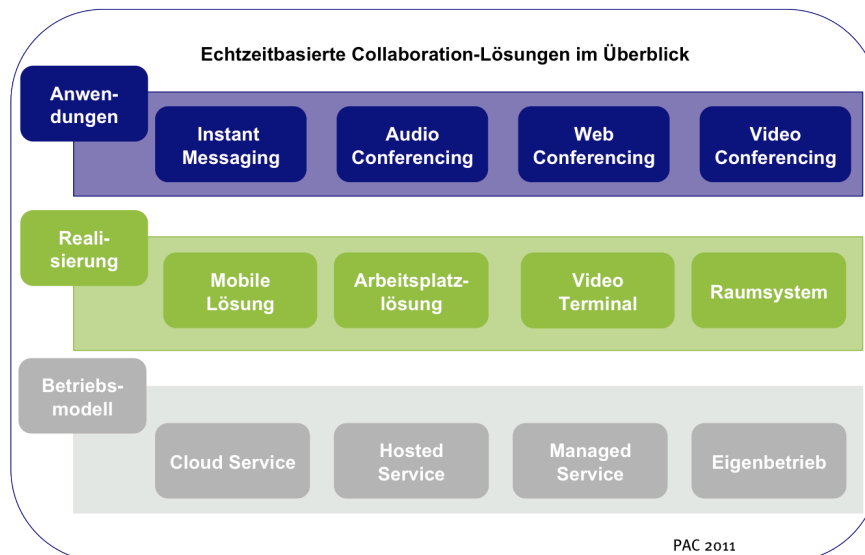 Echtzeitbasierte Collaboration-Lösungen im Überblick
Anwen-
dungen
Instant
Messaging
Audio
Conferencing
Web
Conferencing
Video
Conferencing
Reali-
sierung
Mobile
Lösung
Arbeitsplatz-
lösung
Video
Terminal
Raumsystem
Betriebs-
modell
Cloud Service
Hosted
Service
Managed
Service
Eigenbetrieb
PAC 2011